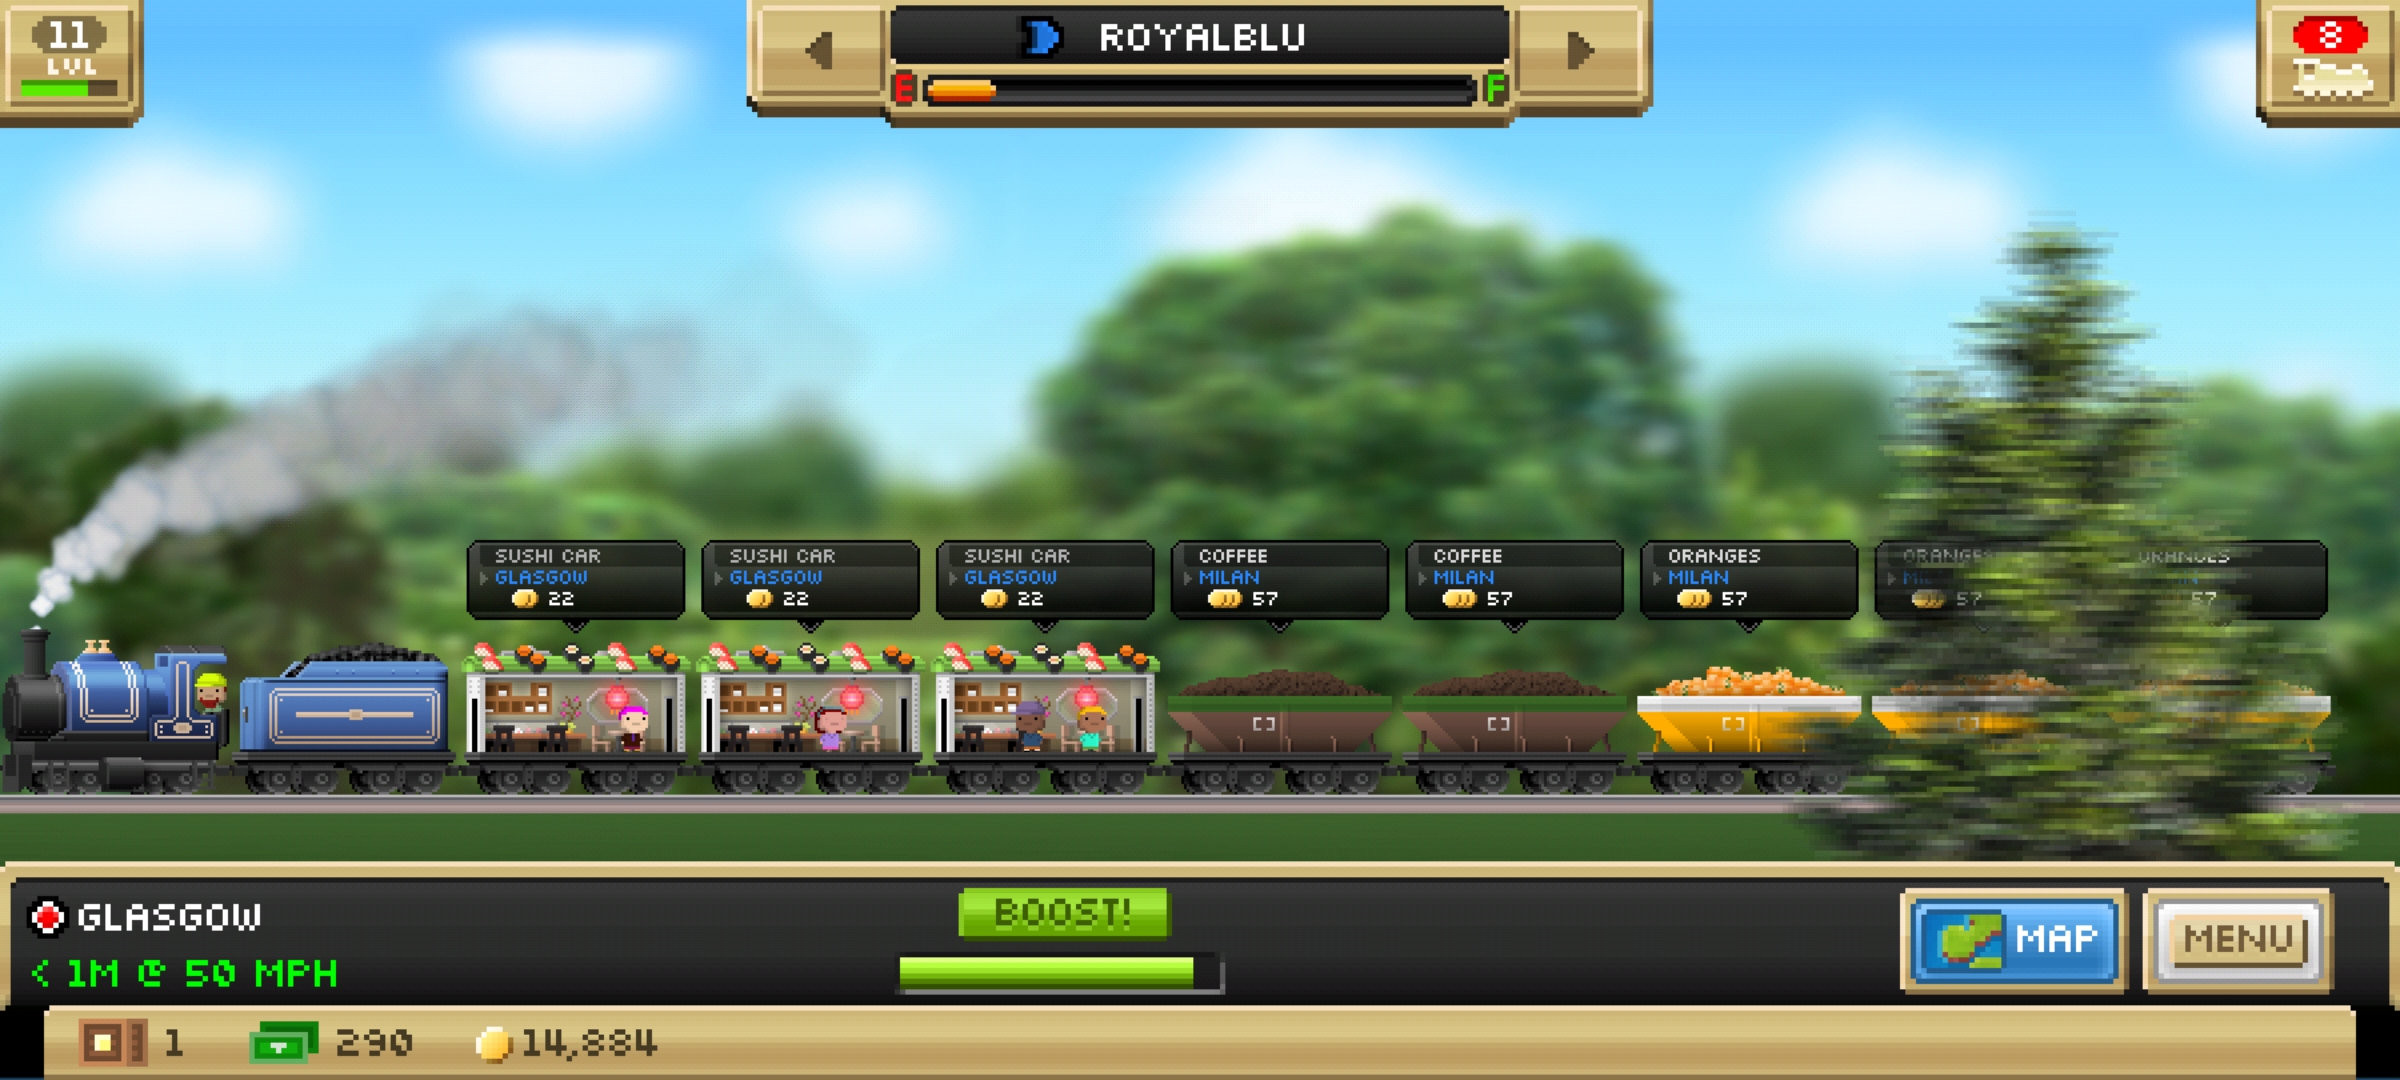 11
LVL
ROYALBLU
E
F
8
SUSHI CAR
GLASGOW
22
SUSHI CAR
GLASGOW
22
SUSHI CAR
GLASGOW
22
COFFEE
MILAN
57
COFFEE
MILAN
57
ORANGES
MILAN
57
ORANGES
57
ORANGES
57
GLASGOW
< 1M @ 50 MPH
BOOST!
MAP
MENU
1
290
14,884